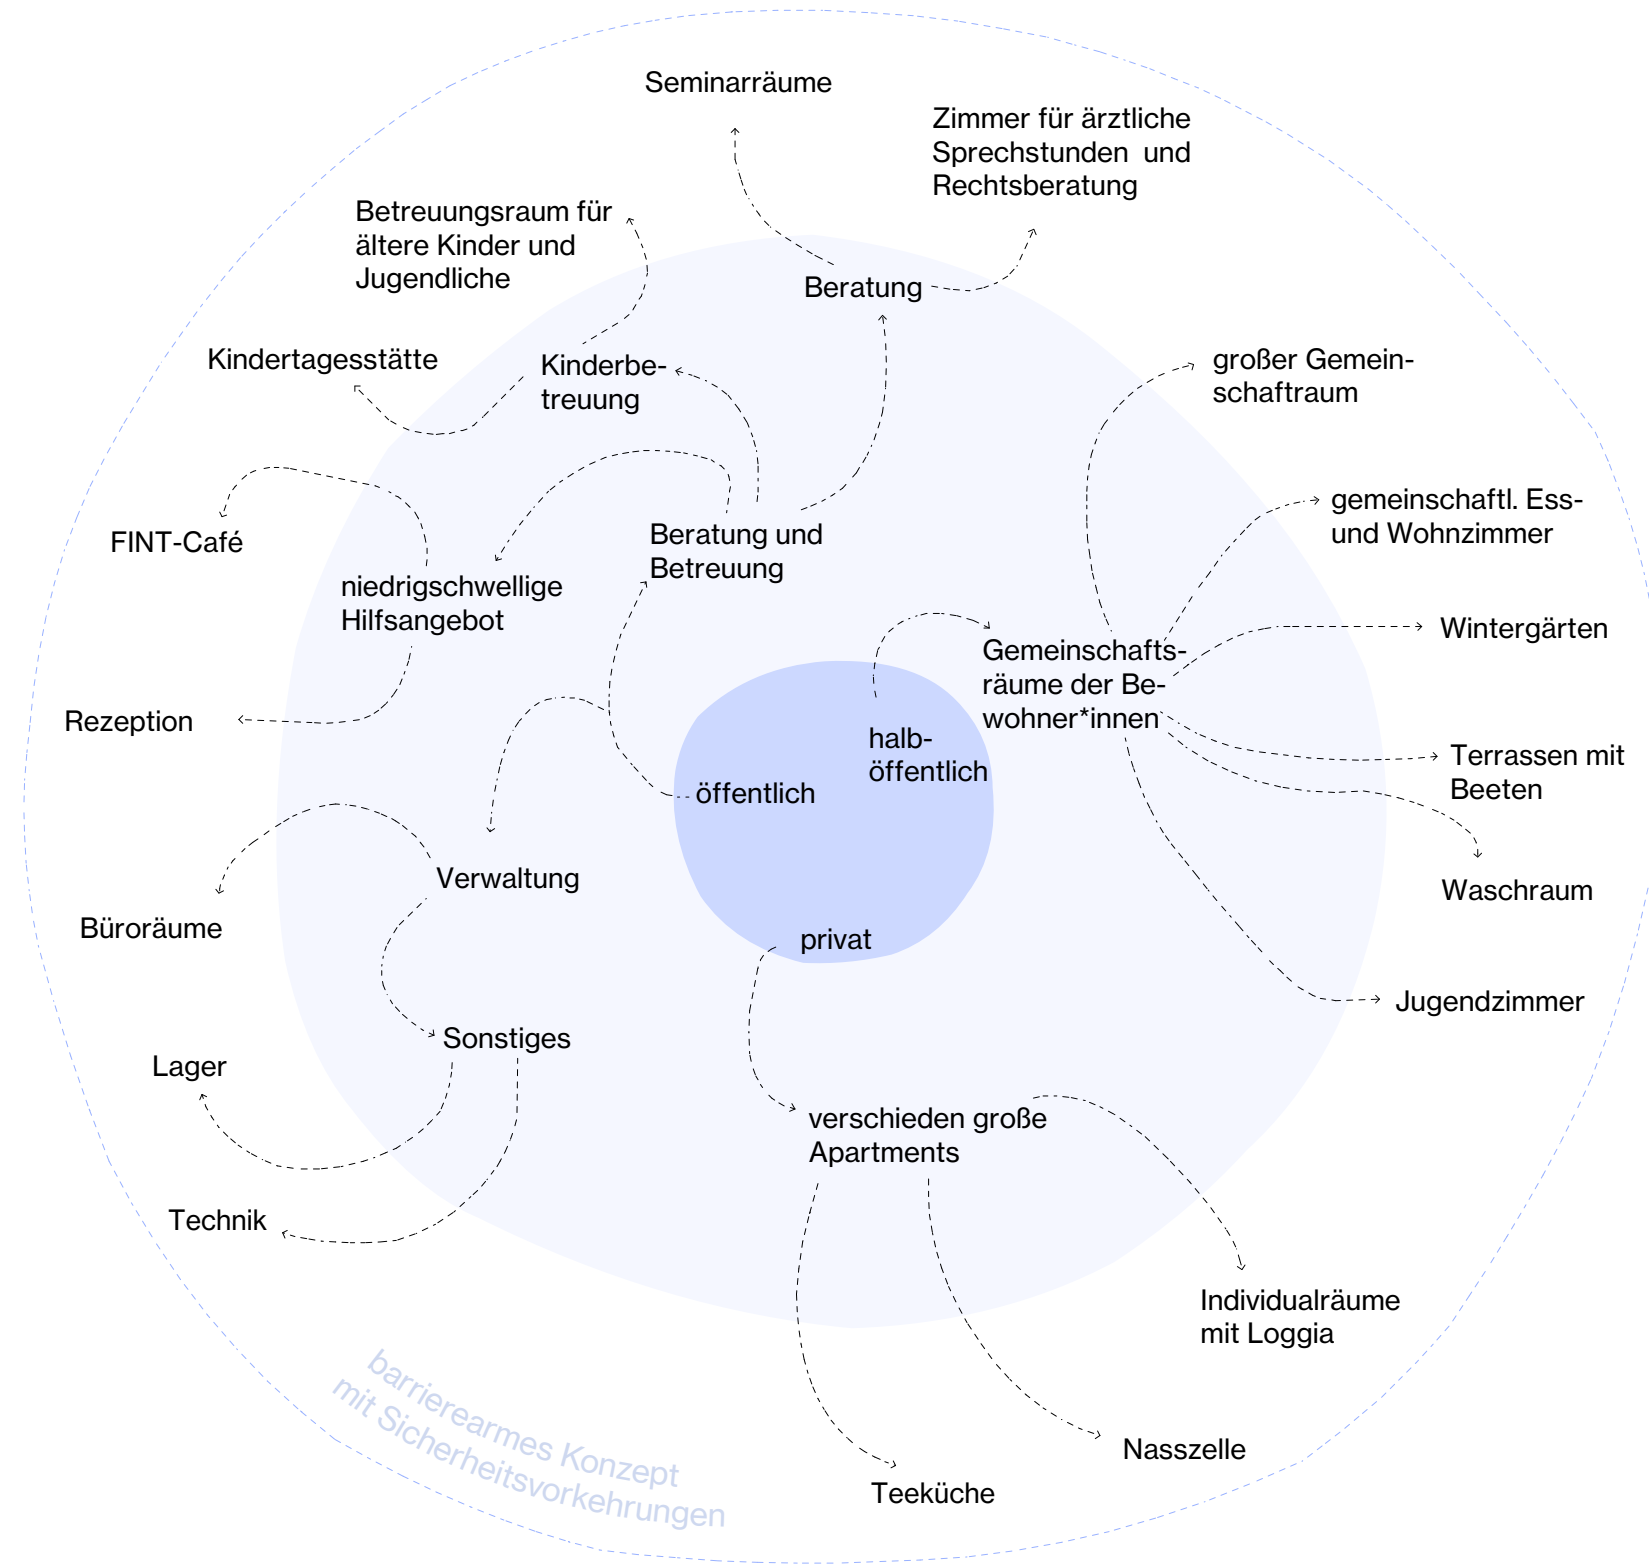 Seminarräume
Zimmer für ärztliche
Sprechstunden und
Rechtsberatung
Betreuungsraum für
ältere Kinder und
Jugendliche
Beratung
Kindertagesstätte
Kinderbe-
treuung
großer Gemein-
schaftraum
gemeinschaftl. Ess-
und Wohnzimmer
FINT-Café
Beratung und
Betreuung
niedrigschwellige
Hilfsangebot
Wintergärten
Gemeinschafts-
räume der Be-
wohner*innen
Rezeption
halb-
öffentlich
öffentlich
Terrassen mit
Beeten
Verwaltung
Waschraum
Büroräume
privat
Jugendzimmer
Sonstiges
Lager
verschieden große
Apartments
Technik
Individualräume
mit Loggia
barrierearmes Konzept
mit Sicherheitsvorkehrungen
Nasszelle
Teeküche